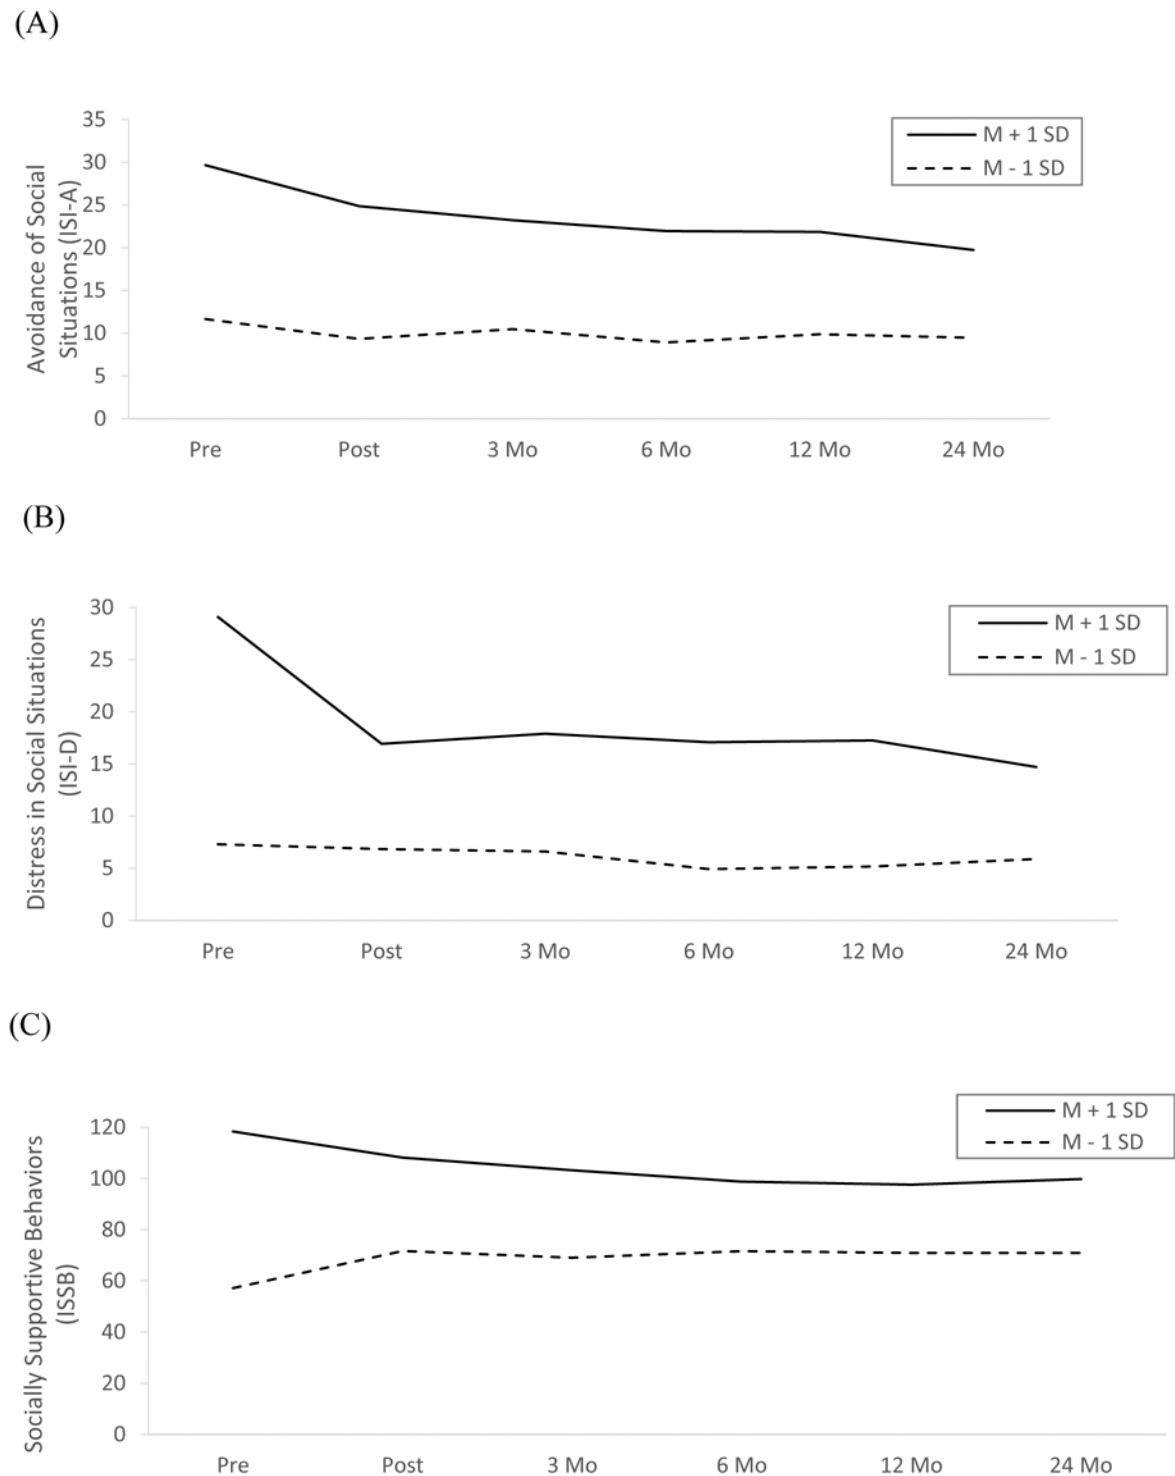 (A)
Avoidance of Social
Situations (ISI-A)
35
30
25
20
15
10
5
0
M + 1 SD
M - 1 SD
Pre Post 3 Mo 6 Mo 12 Mo 24 Mo
(B)
Distress in Social Situations
(ISI-D)
30
25
20
15
10
5
0
M + 1 SD
M - 1 SD
Pre Post 3 Mo 6 Mo 12 Mo 24 Mo
(C)
Socially Supportive Behaviors
(ISSB)
120
100
80
60
40
20
0
M + 1 SD
M - 1 SD
Pre Post 3 Mo 6 Mo 12 Mo 24 Mo